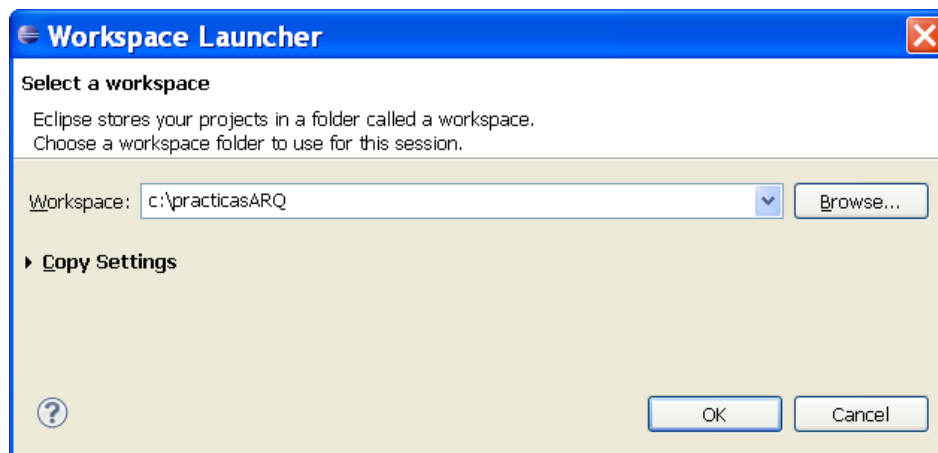 Workspace Launcher
Select a workspace
Eclipse stores your projects in a folder called a workspace.
Choose a workspace folder to use for this session.
Workspace: c:\practicasARQ Browse...
Copy Settings
? OK Cancel